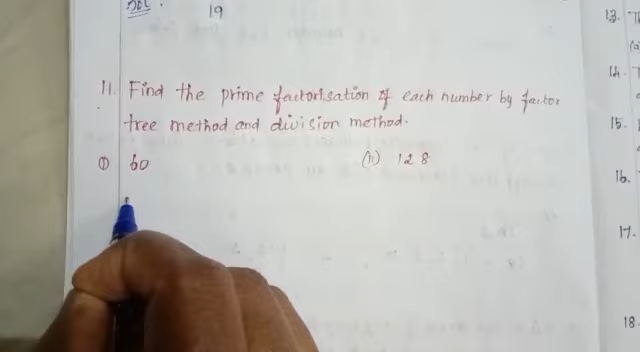 Sol.
19
11. Find the prime factorisation of each number by factor
tree method and division method.
(i) 60 (ii) 128
13.
14.
15.
16.
17.
18.